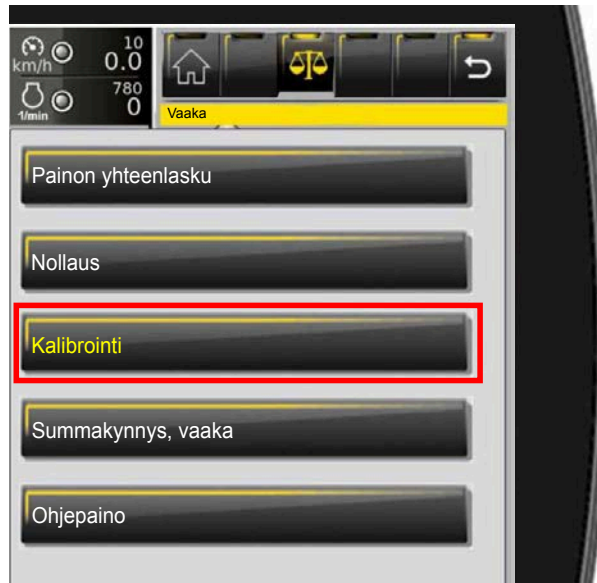 10
km/h 0.0
780
1/min 0
Vaaka
Painon yhteenlasku
Nollaus
Kalibrointi
Summakynnys, vaaka
Ohjepaino